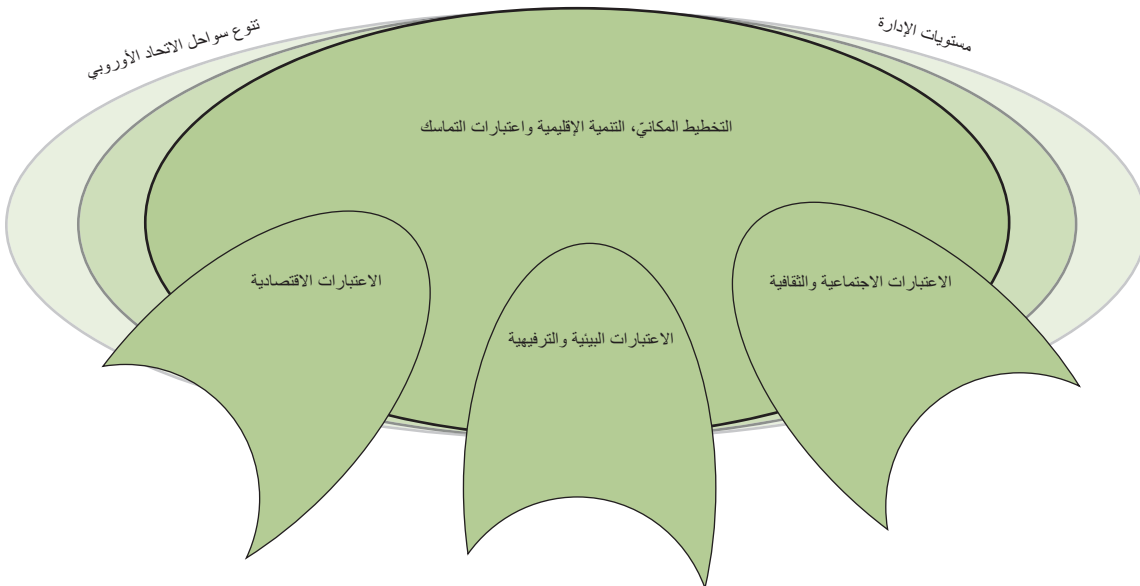 مستويات الإدارة
تنوع سواحل الاتحاد الأوروبي
التخطيط المكانيّ، التنمية الإقليمية واعتبارات التماسك
الاعتبارات الاجتماعية والثقافية
الاعتبارات البيئية والترفيهية
الاعتبارات الاقتصادية